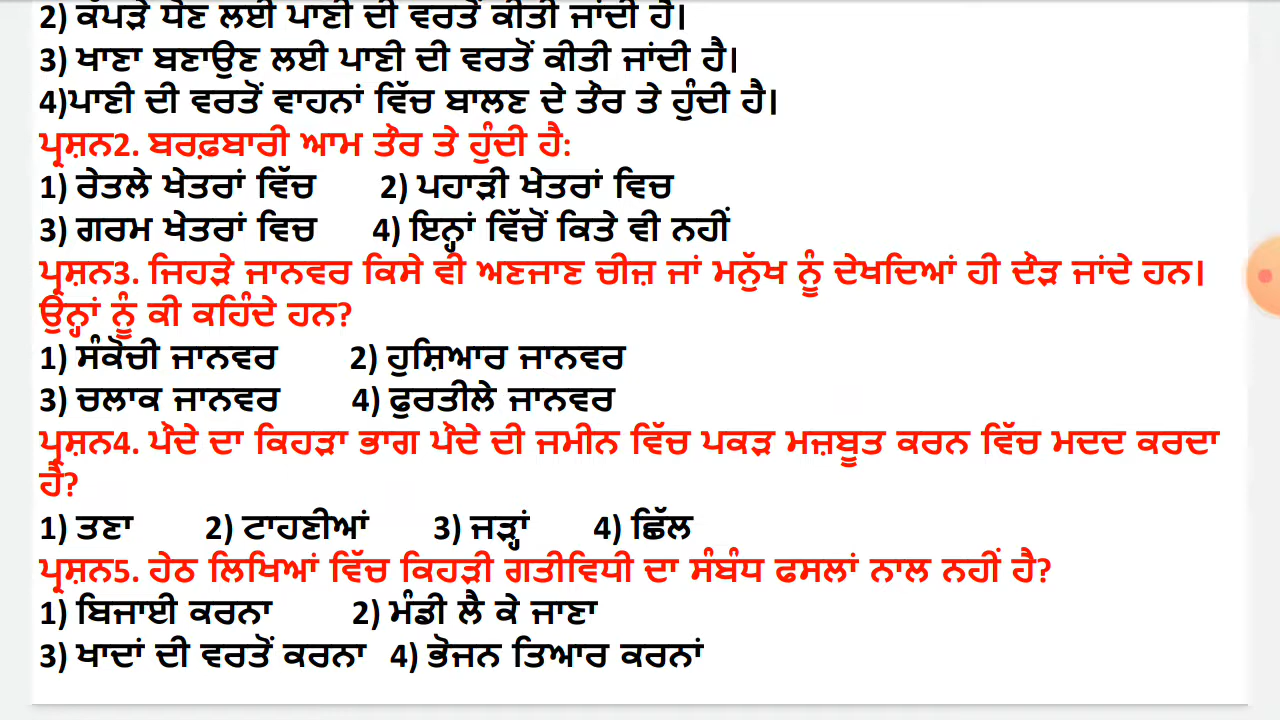 2) ਕੱਪੜੇ ਧੋਣ ਲਈ ਪਾਣੀ ਦੀ ਵਰਤੋਂ ਕੀਤੀ ਜਾਂਦੀ ਹੈ।
3) ਖਾਣਾ ਬਣਾਉਣ ਲਈ ਪਾਣੀ ਦੀ ਵਰਤੋਂ ਕੀਤੀ ਜਾਂਦੀ ਹੈ।
4)ਪਾਣੀ ਦੀ ਵਰਤੋਂ ਵਾਹਨਾਂ ਵਿੱਚ ਬਾਲਣ ਦੇ ਤੌਰ ਤੇ ਹੁੰਦੀ ਹੈ।
ਪ੍ਰਸ਼ਨ2. ਬਰਫ਼ਬਾਰੀ ਆਮ ਤੌਰ ਤੇ ਹੁੰਦੀ ਹੈ:
1) ਰੇਤਲੇ ਖੇਤਰਾਂ ਵਿੱਚ 2) ਪਹਾੜੀ ਖੇਤਰਾਂ ਵਿਚ
3) ਗਰਮ ਖੇਤਰਾਂ ਵਿਚ 4) ਇਨ੍ਹਾਂ ਵਿੱਚੋਂ ਕਿਤੇ ਵੀ ਨਹੀਂ
ਪ੍ਰਸ਼ਨ3. ਜਿਹੜੇ ਜਾਨਵਰ ਕਿਸੇ ਵੀ ਅਣਜਾਣ ਚੀਜ਼ ਜਾਂ ਮਨੁੱਖ ਨੂੰ ਦੇਖਦਿਆਂ ਹੀ ਦੌੜ ਜਾਂਦੇ ਹਨ।
ਉਨ੍ਹਾਂ ਨੂੰ ਕੀ ਕਹਿੰਦੇ ਹਨ?
1) ਸੰਕੋਚੀ ਜਾਨਵਰ 2) ਹੁਸ਼ਿਆਰ ਜਾਨਵਰ
3) ਚਲਾਕ ਜਾਨਵਰ 4) ਫੁਰਤੀਲੇ ਜਾਨਵਰ
ਪ੍ਰਸ਼ਨ4. ਪੌਦੇ ਦਾ ਕਿਹੜਾ ਭਾਗ ਪੌਦੇ ਦੀ ਜਮੀਨ ਵਿੱਚ ਪਕੜ ਮਜ਼ਬੂਤ ਕਰਨ ਵਿੱਚ ਮਦਦ ਕਰਦਾ
ਹੈ?
1) ਤਣਾ 2) ਟਾਹਣੀਆਂ 3) ਜੜ੍ਹਾਂ 4) ਛਿੱਲ
ਪ੍ਰਸ਼ਨ5. ਹੇਠ ਲਿਖਿਆਂ ਵਿੱਚ ਕਿਹੜੀ ਗਤੀਵਿਧੀ ਦਾ ਸੰਬੰਧ ਫਸਲਾਂ ਨਾਲ ਨਹੀਂ ਹੈ?
1) ਬਿਜਾਈ ਕਰਨਾ 2) ਮੰਡੀ ਲੈ ਕੇ ਜਾਣਾ
3) ਖਾਦਾਂ ਦੀ ਵਰਤੋਂ ਕਰਨਾ 4) ਭੋਜਨ ਤਿਆਰ ਕਰਨਾਂ